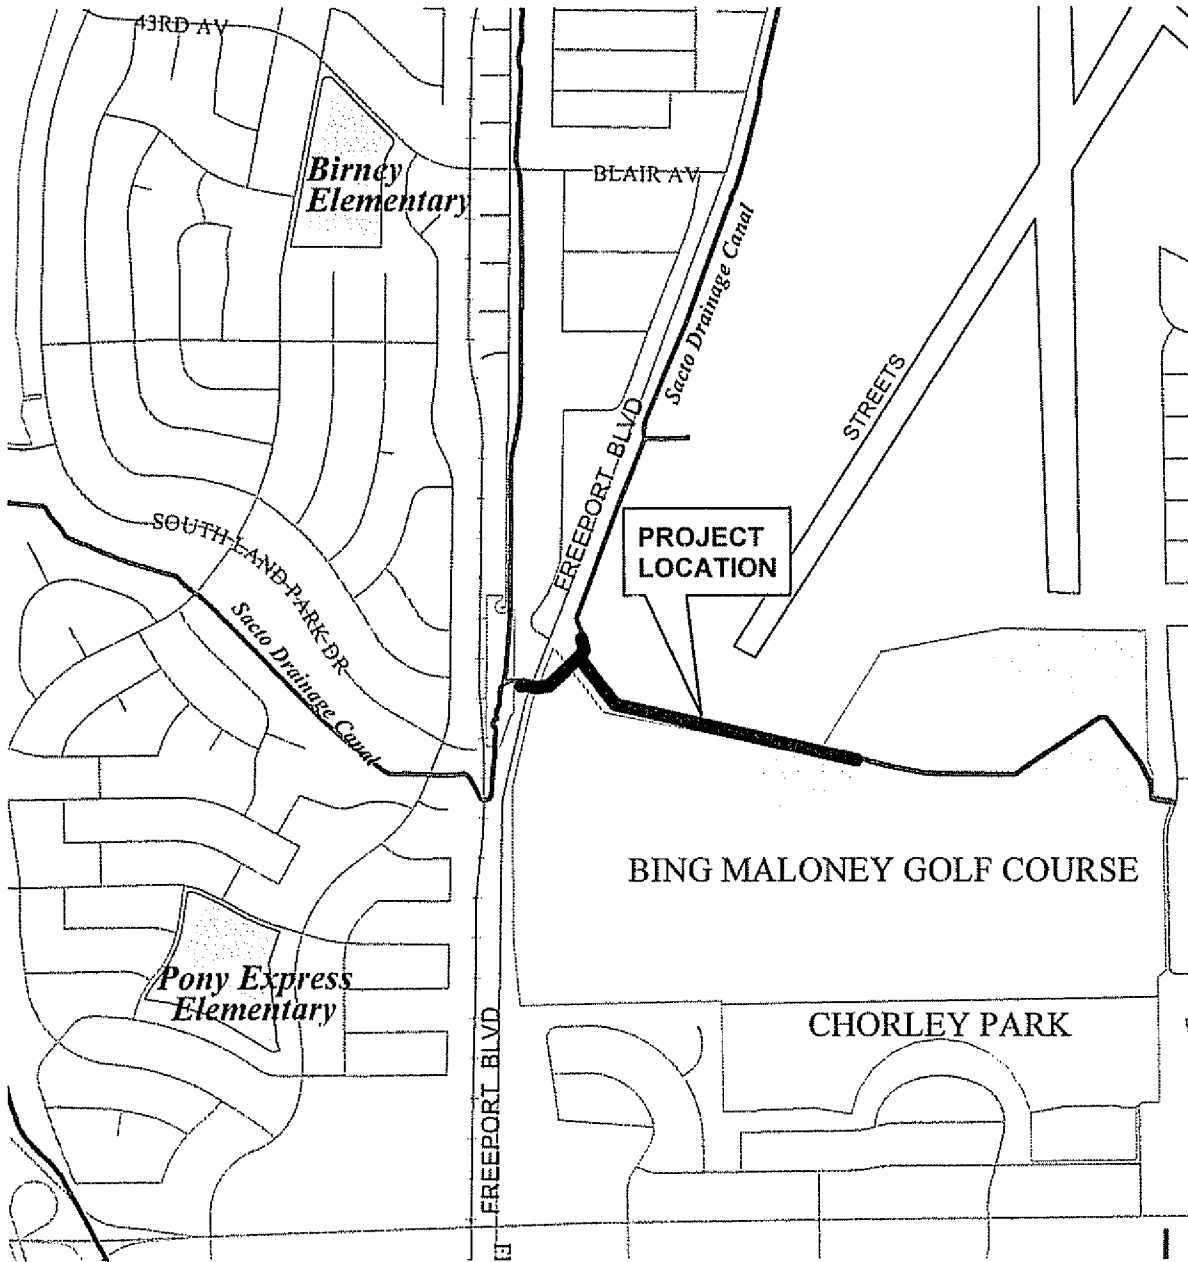 43RD AV
Birney
Elementary
BLAIR AV
Sacto Drainage Canal
STREETS
FREEPORT BLVD
PROJECT
LOCATION
SOUTH LAND PARK DR
Sacto Drainage Canal
BING MALONEY GOLF COURSE
Pony Express
Elementary
CHORLEY PARK
FREEPORT BLVD